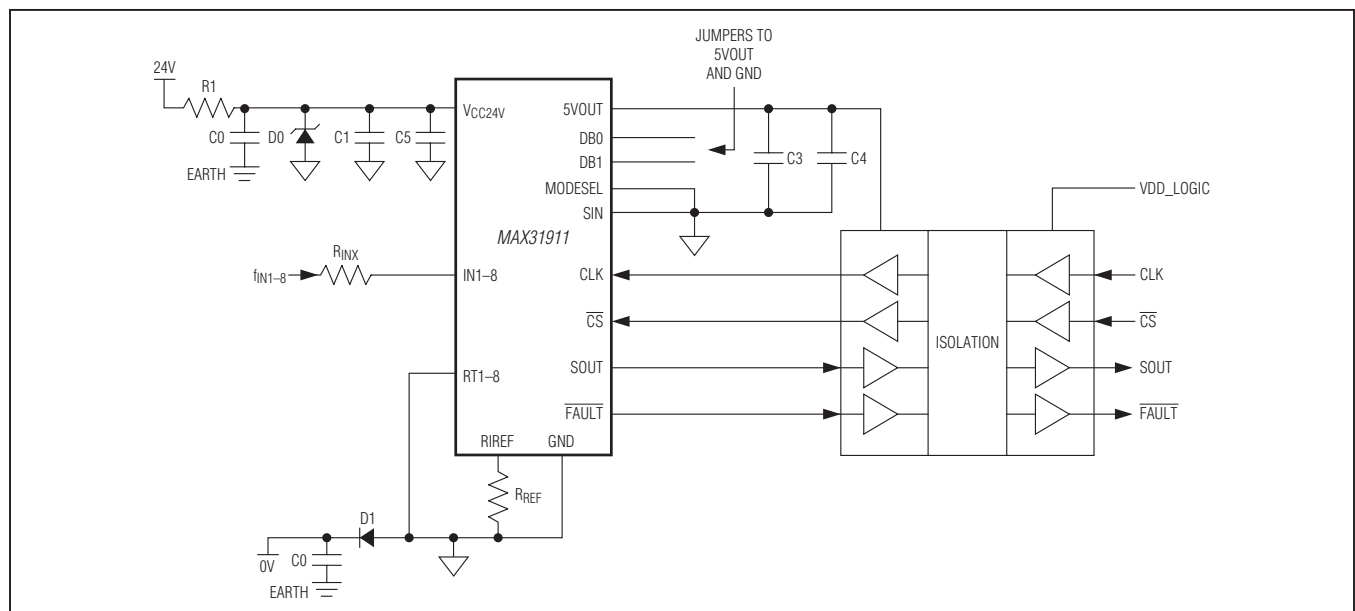 JUMPERS TO
5VOUT
AND GND
24V
R1
VCC24V
5VOUT
C0
D0
C1
C5
DB0
C3
C4
EARTH
DB1
MODESEL
VDD_LOGIC
SIN
MAX31911
RINX
fIN1–8
IN1–8
CLK
CLK
CS
CS
ISOLATION
SOUT
SOUT
RT1–8
FAULT
FAULT
RIREF
GND
RREF
D1
0V
C0
EARTH